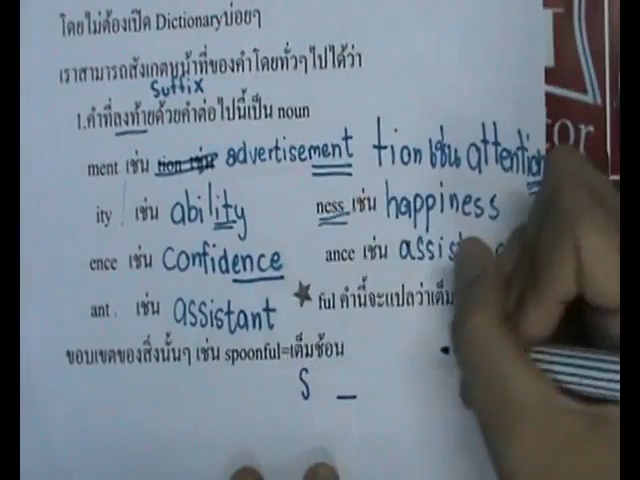 โดยไม่ต้องเปิด Dictionaryบ่อยๆ
เราสามารถสังเกตหน้าที่ของคำโดยทั่วๆไปได้ว่า
suffix
1.คำที่ลงท้ายด้วยคำต่อไปนี้เป็น noun
ment เช่น advertisement tion เช่น attention
ity เช่น ability ness เช่น happiness
ence เช่น confidence ance เช่น assis
ant. เช่น assistant ful คำนี้จะแปลว่าเต็ม
ขอบเขตของสิ่งนั้นๆ เช่น spoonful=เต็มช้อน
S
tor